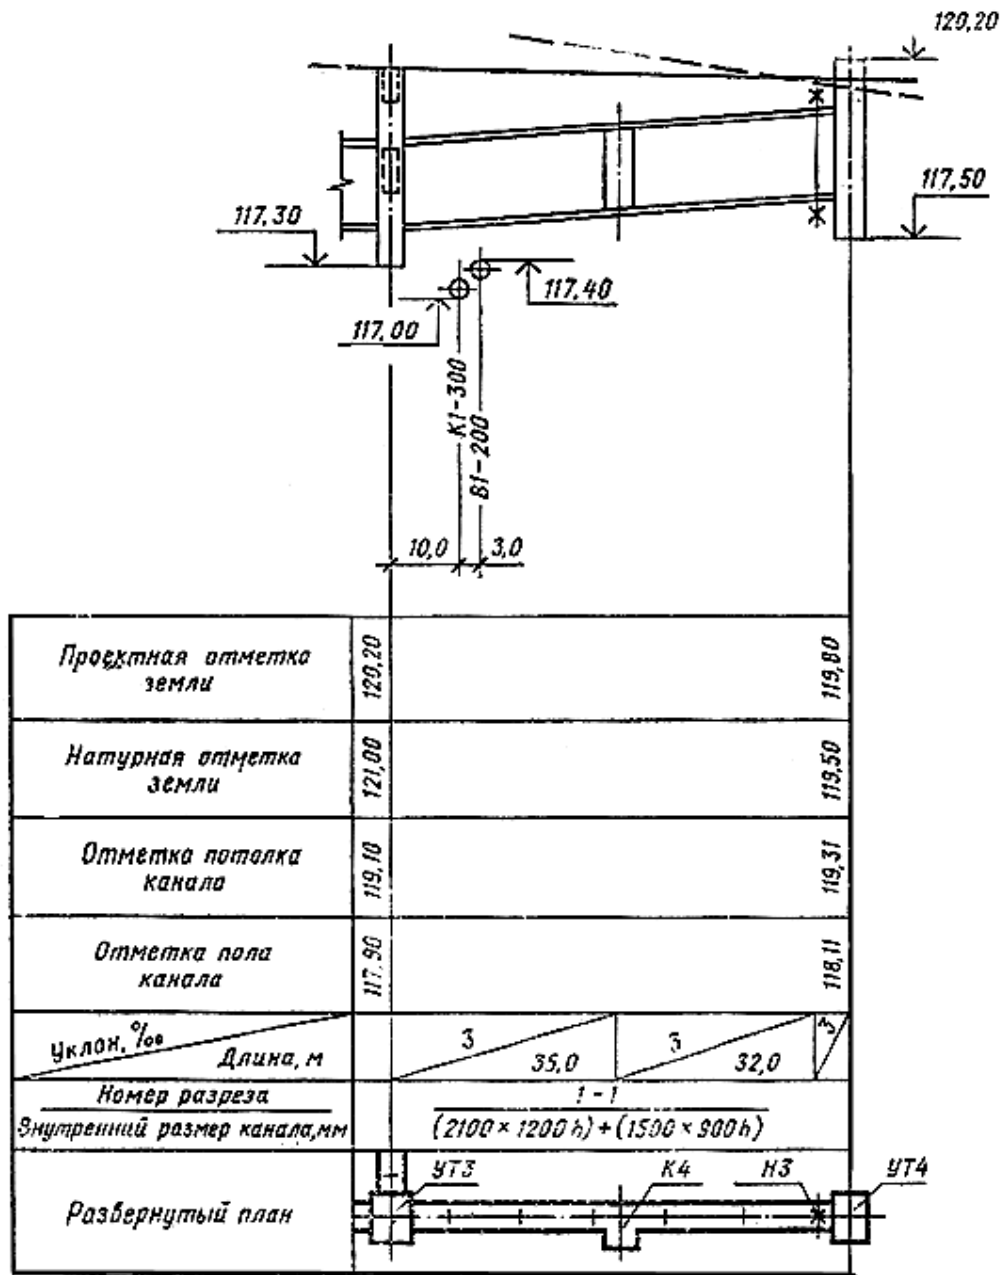 120,20
117,50
117,30
117,40
117,00
К1-300
В1-200
10,0
3,0
Проектная отметка
земли
120,20
119,80
Натурная отметка
земли
121,00
119,50
Отметка потолка
канала
119,10
119,31
Отметка пола
канала
117,90
118,11
Уклон, ‰
Длина, м
3
35,0
3
32,0
3
Номер разреза
Внутренний размер канала, мм
1-1
(2100 × 1200 h) + (1500 × 900 h)
Развернутый план
УТ3
К4
Н3
УТ4